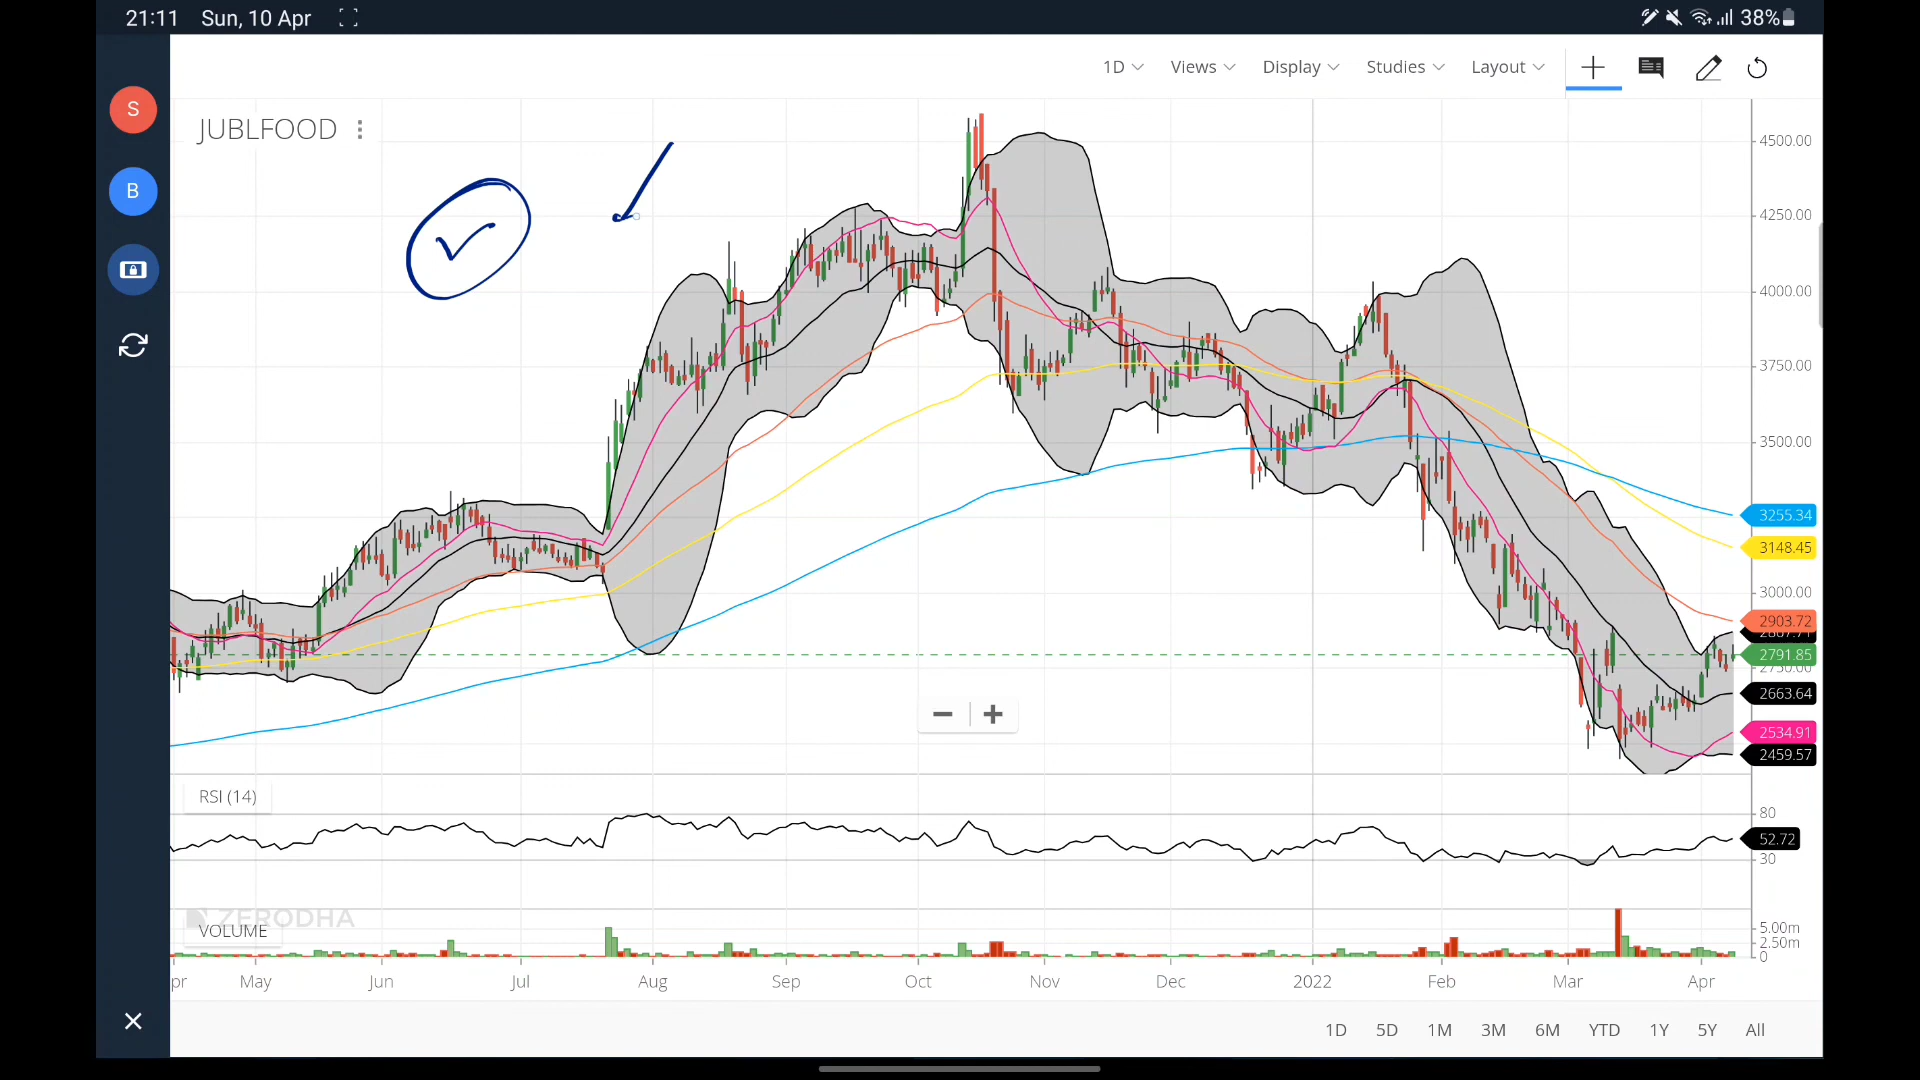 21:11 Sun, 10 Apr 38%
S
B
1D Views Display Studies Layout
JUBLFOOD
4500.00
4250.00
4000.00
3750.00
3500.00
3255.34
3148.45
3000.00
2903.72
2791.85
2750.00
2663.64
2534.91
2459.57
RSI (14)
80
52.72
30
ZERODHA
VOLUME
5.00m
2.50m
0
pr May Jun Jul Aug Sep Oct Nov Dec 2022 Feb Mar Apr
1D 5D 1M 3M 6M YTD 1Y 5Y All